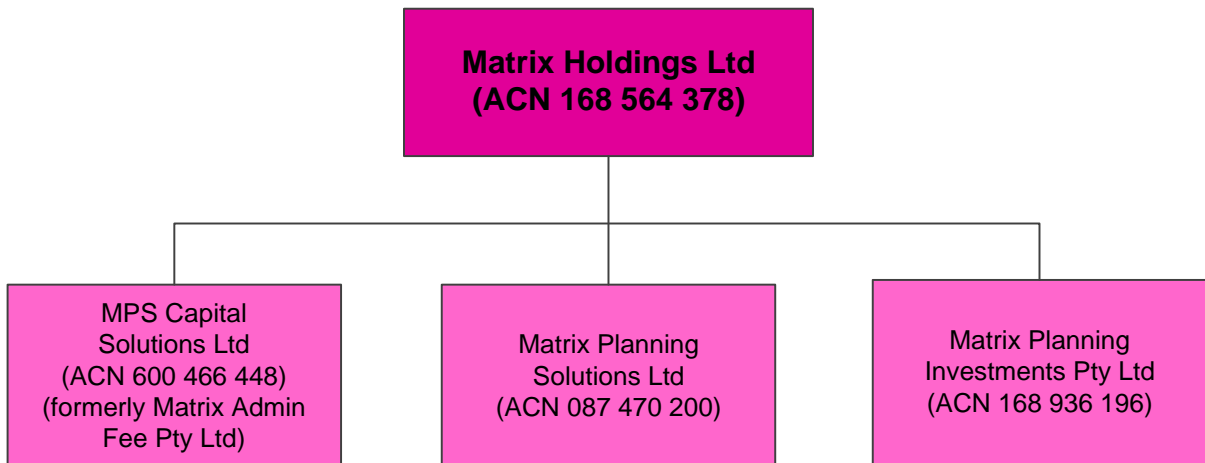 Matrix Holdings Ltd
(ACN 168 564 378)
MPS Capital
Solutions Ltd
(ACN 600 466 448)
(formerly Matrix Admin
Fee Pty Ltd)
Matrix Planning
Solutions Ltd
(ACN 087 470 200)
Matrix Planning
Investments Pty Ltd
(ACN 168 936 196)